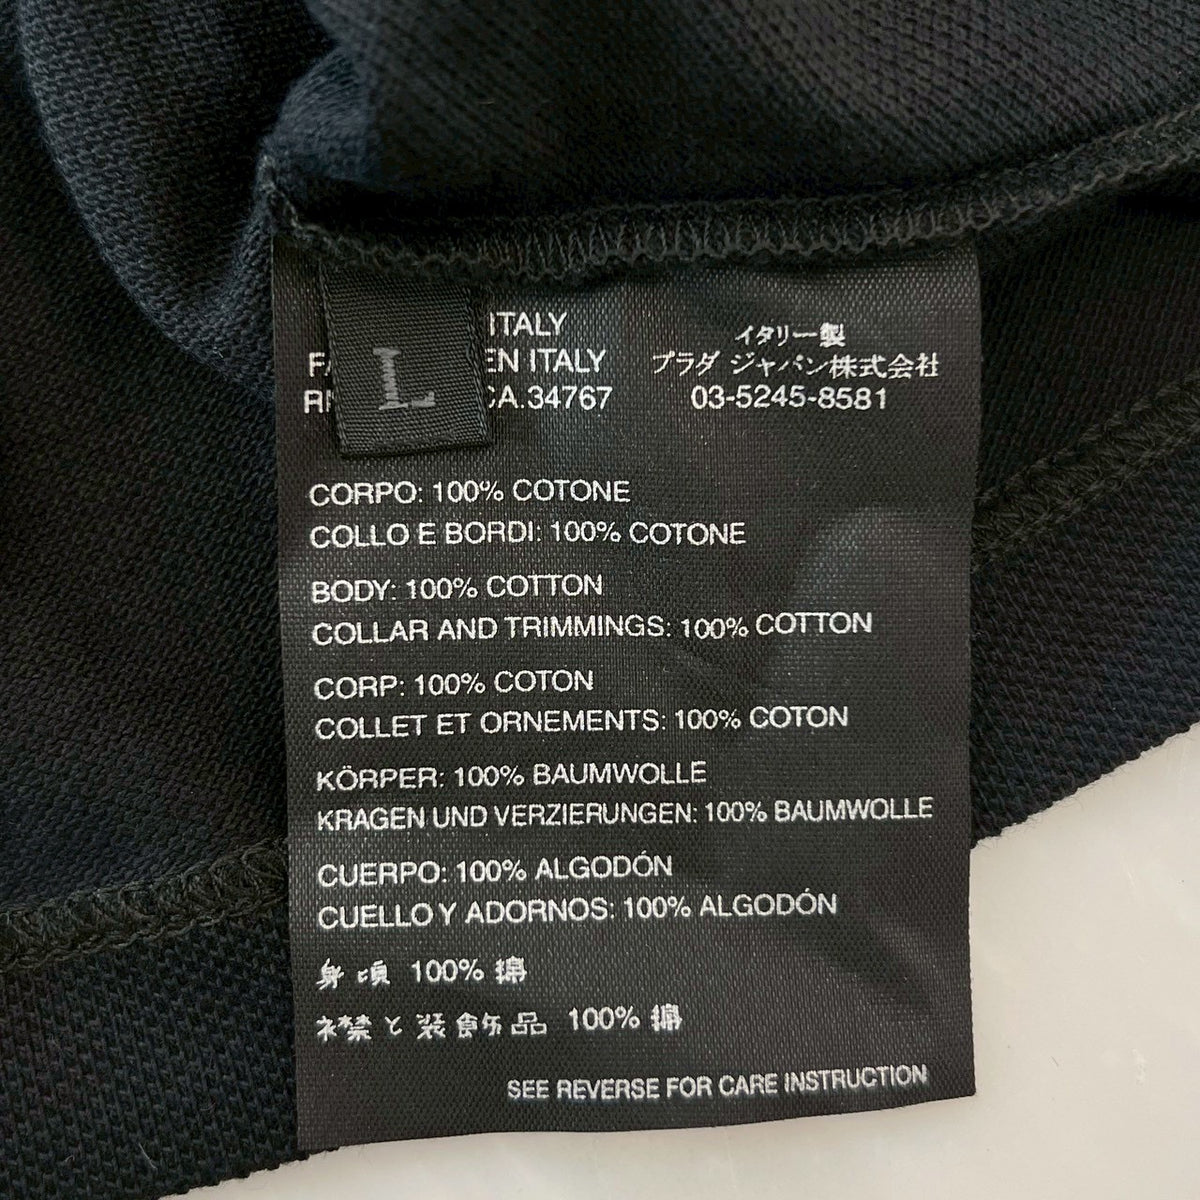 L
ITALY
EN ITALY
CA.34767
イタリー製
プラダ ジャパン株式会社
03-5245-8581
CORPO: 100% COTONE
COLLO E BORDI: 100% COTONE
BODY: 100% COTTON
COLLAR AND TRIMMINGS: 100% COTTON
CORP: 100% COTON
COLLET ET ORNEMENTS: 100% COTON
KÖRPER: 100% BAUMWOLLE
KRAGEN UND VERZIERUNGEN: 100% BAUMWOLLE
CUERPO: 100% ALGODÓN
CUELLO Y ADORNOS: 100% ALGODÓN
身頃 100% 綿
襟と装飾品 100% 綿
SEE REVERSE FOR CARE INSTRUCTION